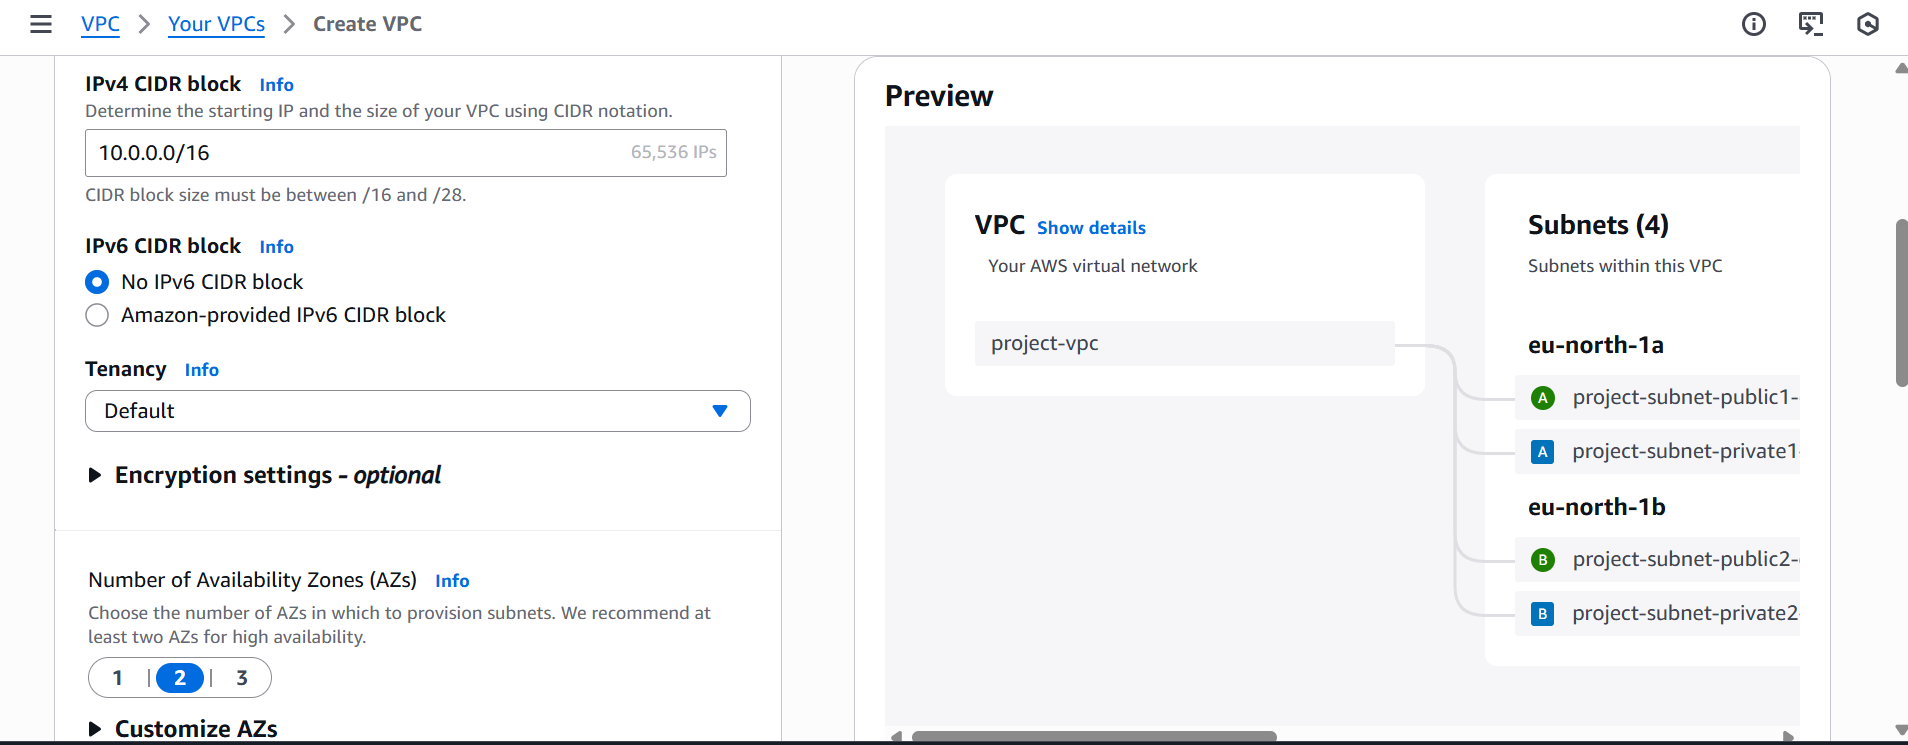 VPC > Your VPCs > Create VPC
IPv4 CIDR block Info
Determine the starting IP and the size of your VPC using CIDR notation.
10.0.0.0/16 65,536 IPs
CIDR block size must be between /16 and /28.
IPv6 CIDR block Info
No IPv6 CIDR block
Amazon-provided IPv6 CIDR block
Tenancy Info
Default
Encryption settings - optional
Number of Availability Zones (AZs) Info
Choose the number of AZs in which to provision subnets. We recommend at
least two AZs for high availability.
1 | 2 | 3
Customize AZs
Preview
VPC Show details
Your AWS virtual network
project-vpc
Subnets (4)
Subnets within this VPC
eu-north-1a
A project-subnet-public1-
A project-subnet-private1-
eu-north-1b
B project-subnet-public2-
B project-subnet-private2-